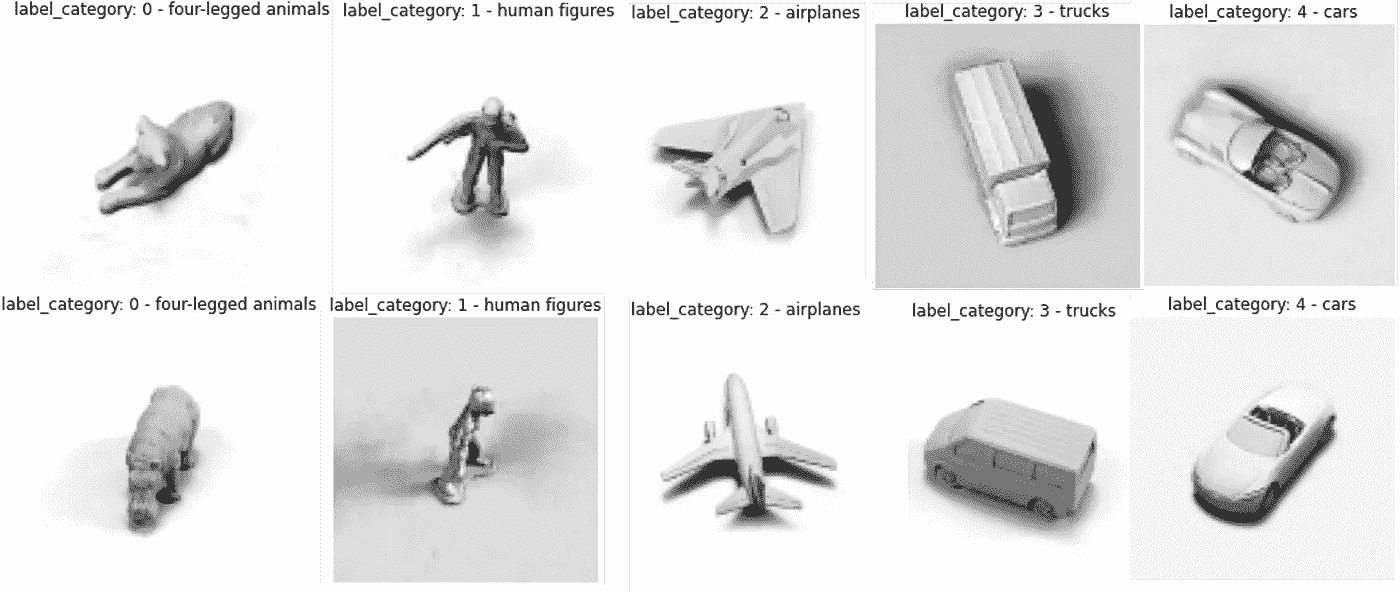 label_category: 0 - four-legged animals
label_category: 1 - human figures
label_category: 2 - airplanes
label_category: 3 - trucks
label_category: 4 - cars
label_category: 0 - four-legged animals
label_category: 1 - human figures
label_category: 2 - airplanes
label_category: 3 - trucks
label_category: 4 - cars